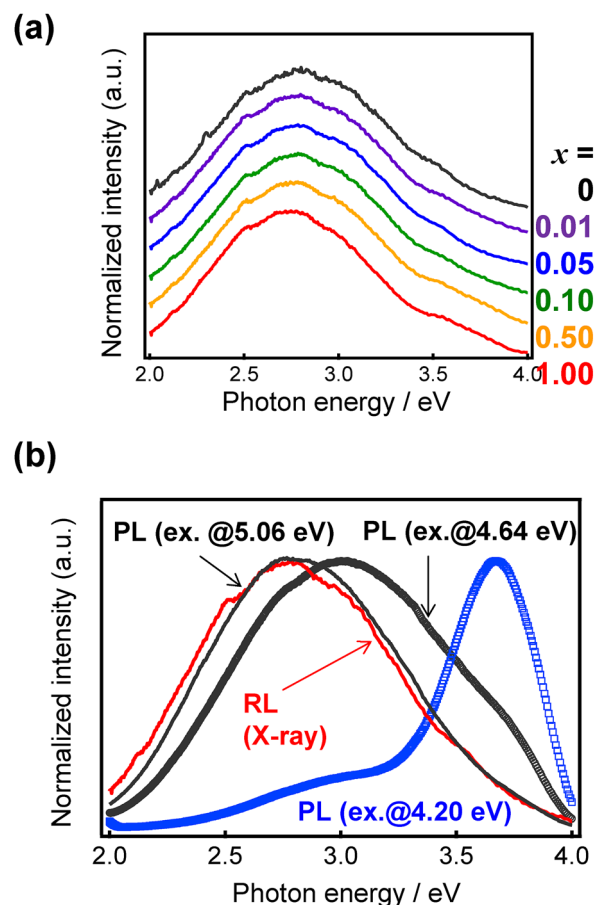 (a)
Normalized intensity (a.u.)
x =
0
0.01
0.05
0.10
0.50
1.00
2.0 2.5 3.0 3.5 4.0
Photon energy / eV
(b)
Normalized intensity (a.u.)
PL (ex. @5.06 eV) PL (ex.@4.64 eV)
RL
(X-ray)
PL (ex.@4.20 eV)
2.0 2.5 3.0 3.5 4.0
Photon energy / eV